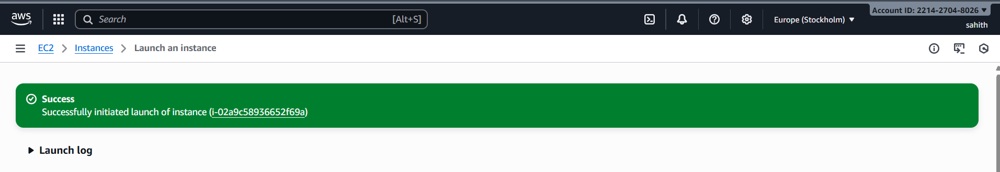 aws
Search
[Alt+S]
Europe (Stockholm)
Account ID: 2214-2704-8026
sahith
EC2
Instances
Launch an instance
Success
Successfully initiated launch of instance (i-02a9c58936652f69a)
Launch log